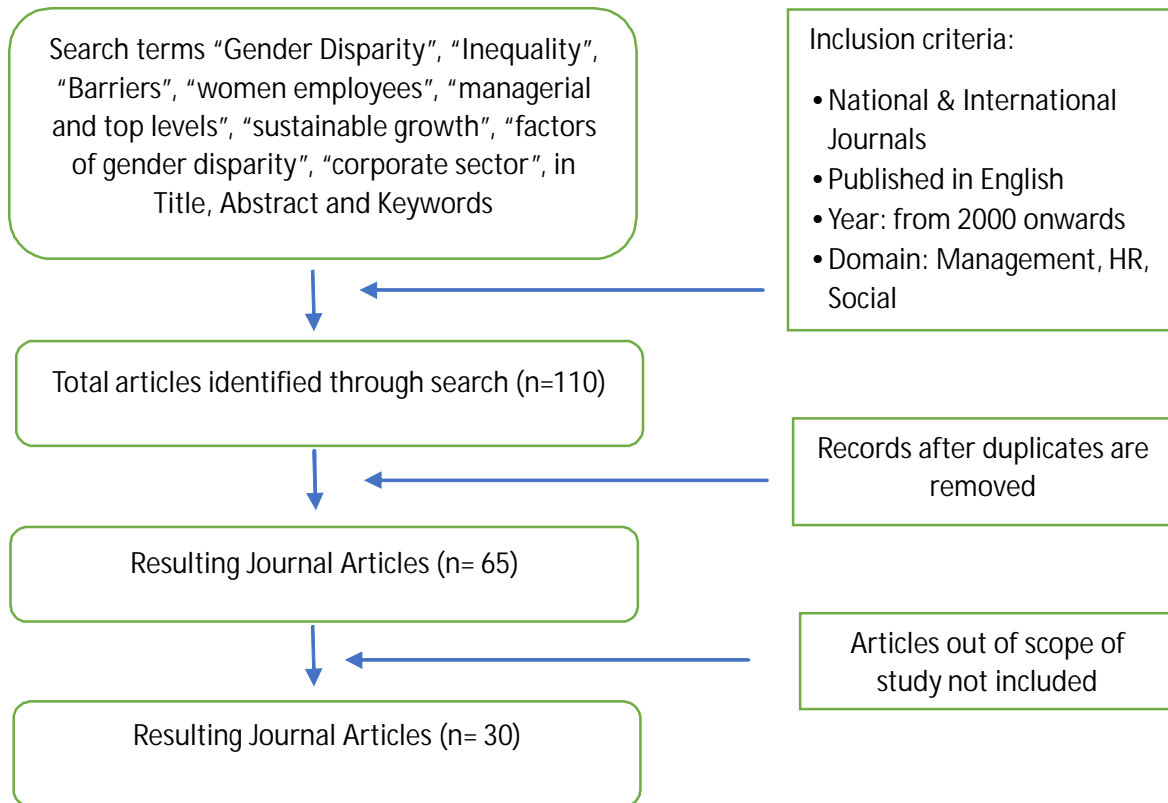 Search terms “Gender Disparity”, “Inequality”,
“Barriers”, “women employees”, “managerial
and top levels”, “sustainable growth”, “factors
of gender disparity”, “corporate sector”, in
Title, Abstract and Keywords
Inclusion criteria:
• National & International
Journals
• Published in English
• Year: from 2000 onwards
• Domain: Management, HR,
Social
Total articles identified through search (n=110)
Records after duplicates are
removed
Resulting Journal Articles (n= 65)
Articles out of scope of
study not included
Resulting Journal Articles (n= 30)